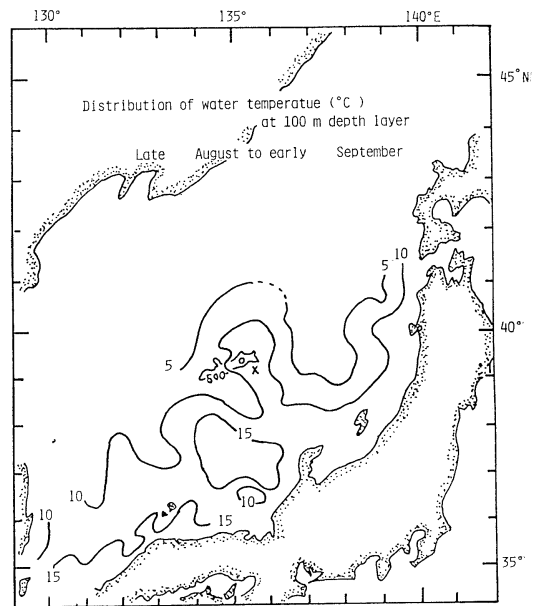 130° 135° 140°E
45°N
Distribution of water temperatue (°C )
at 100 m depth layer
Late August to early September
5 10
40°
5
500
15
10
10
10
15
15
35°